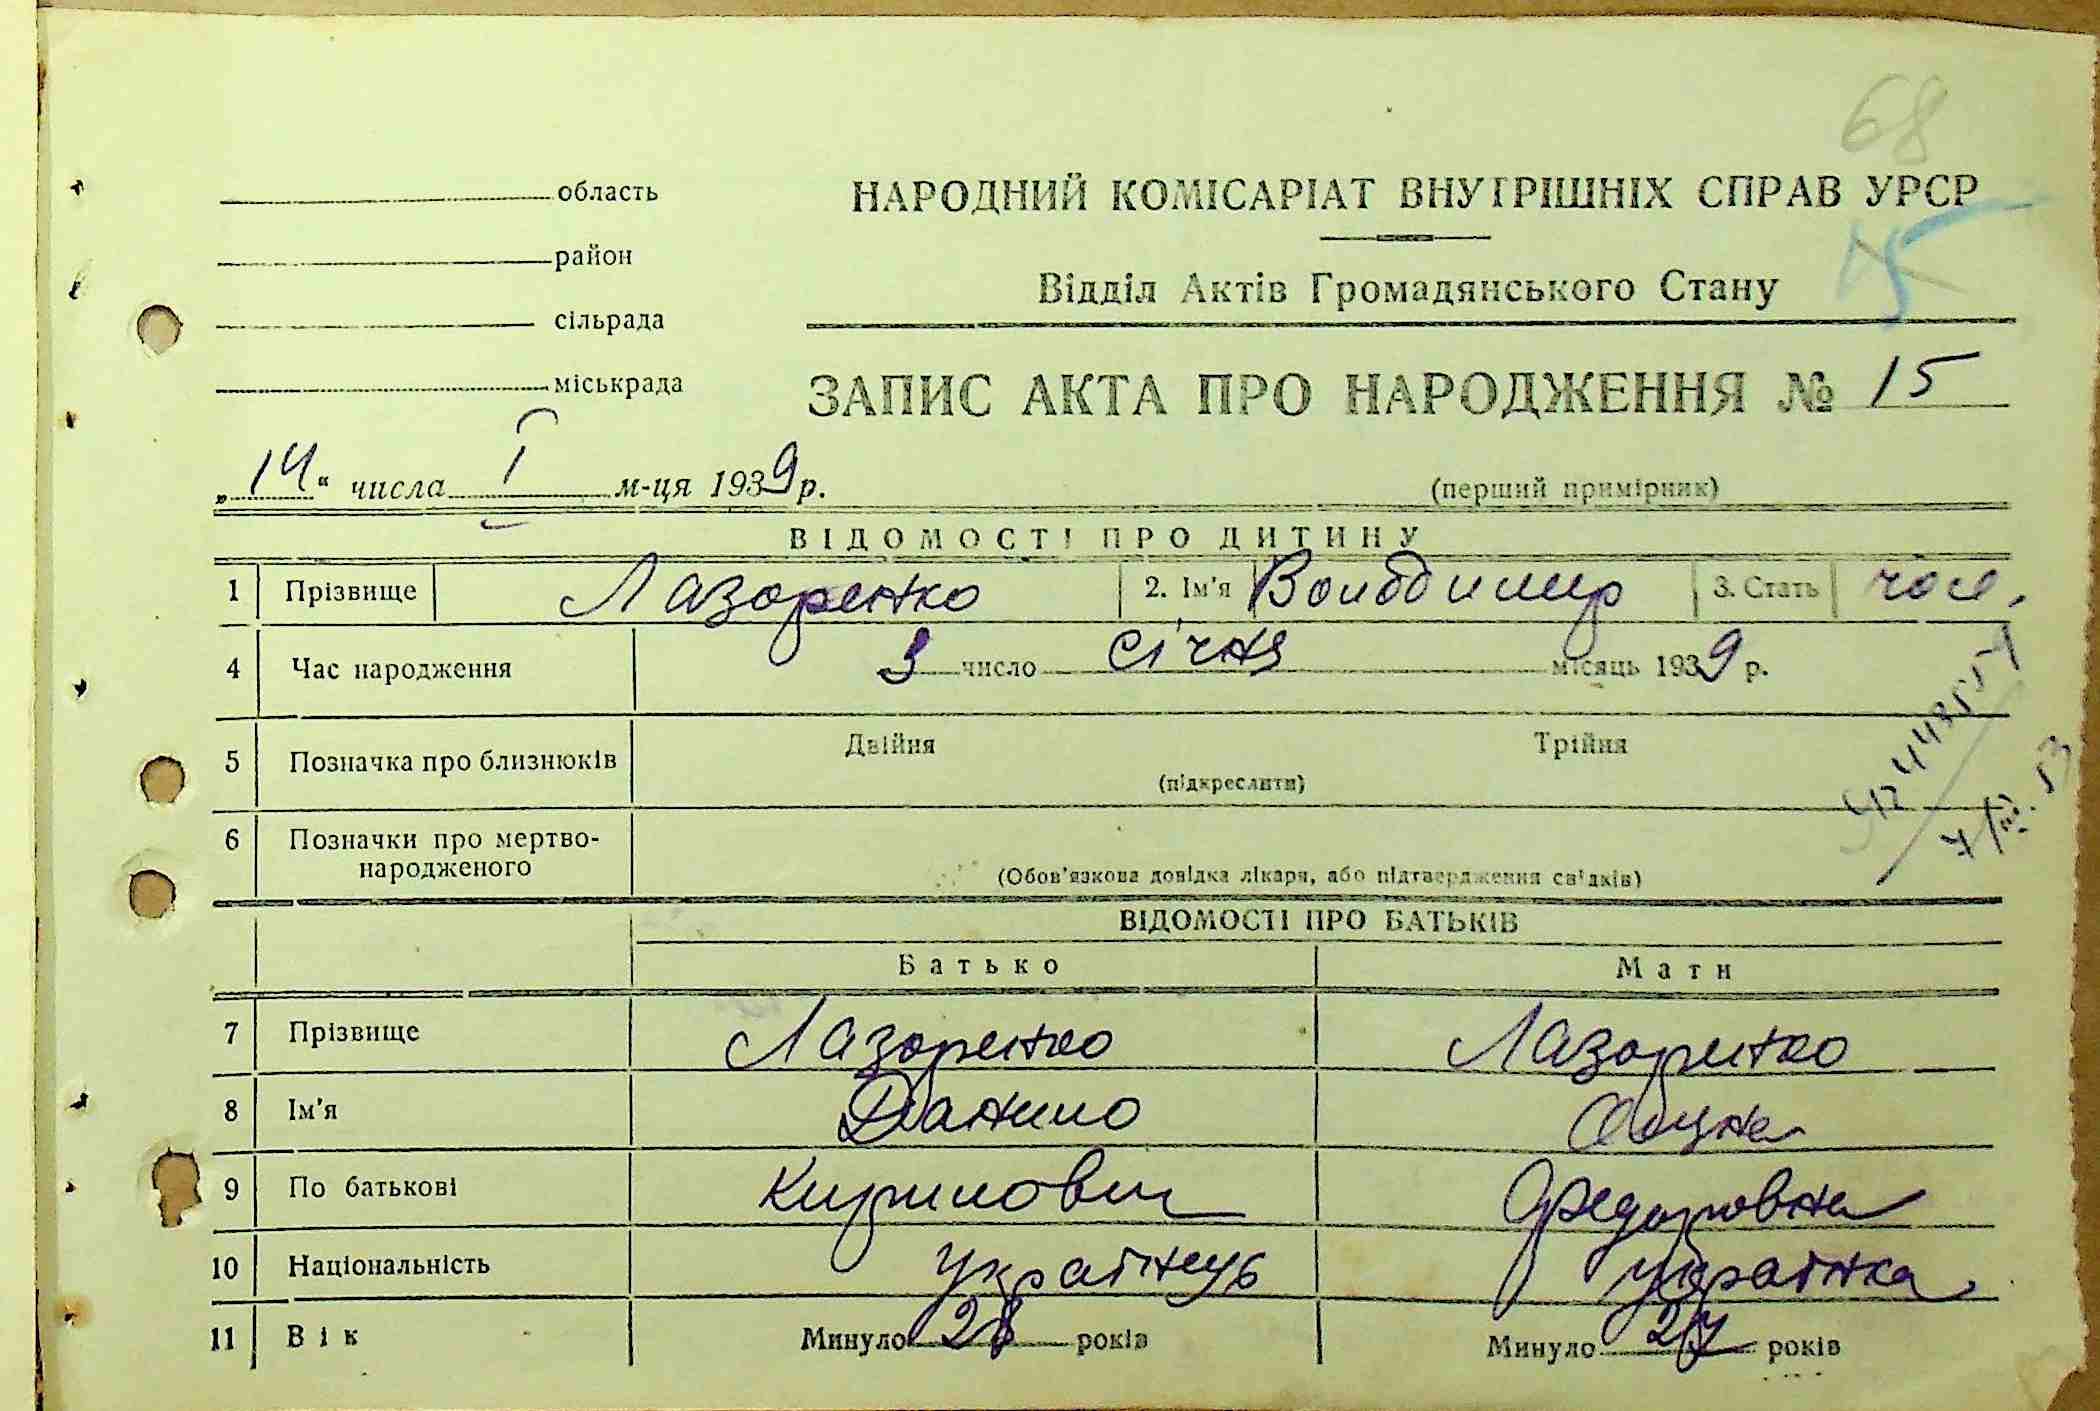 68
область
НАРОДНИЙ КОМІСАРІАТ ВНУТРІШНІХ СПРАВ УРСР
район
Відділ Актів Громадянського Стану
15
сільрада
міськрада
ЗАПИС АКТА ПРО НАРОДЖЕННЯ № 15
„14“ числа I м-ця 1939 р.
(перший примірник)
ВІДОМОСТІ ПРО ДИТИНУ
1 Прізвище Лазоренко 2. Ім'я Володимир 3. Стать чол.
4 Час народження 3 число січня місяць 1939 р.
5 Позначка про близнюків Двійня Трійня
(підкреслити)
6 Позначки про мертво-
народженого
(Обов'язкова довідка лікаря, або підтвердження свідків)
ВІДОМОСТІ ПРО БАТЬКІВ
Батько Мати
7 Прізвище Лазоренко Лазоренко
8 Ім'я Данило
9 По батькові Кирилович Федоровна
10 Національність українець українка
11 Вік Минуло 28 років Минуло 27 років